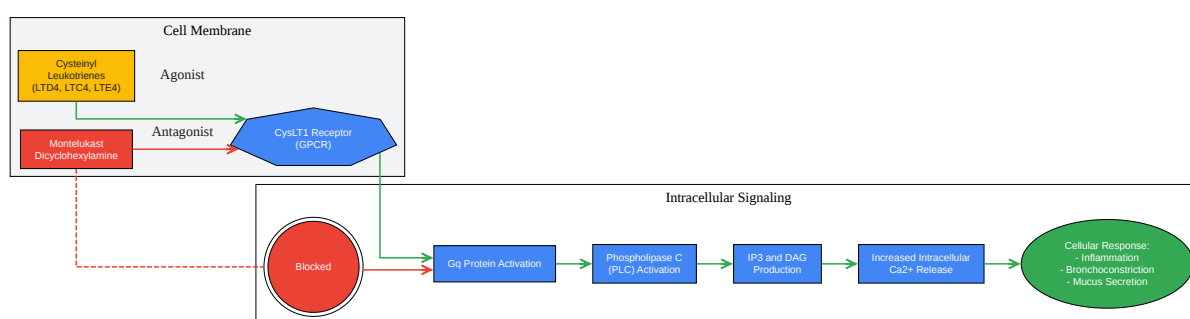 Cell Membrane
Cysteinyl
Leukotrienes
(LTD4, LTC4, LTE4)
Agonist
Antagonist
Montelukast
Dicyclohexylamine
CysLT1 Receptor
(GPCR)
Intracellular Signaling
Blocked
Gq Protein Activation
Phospholipase C
(PLC) Activation
IP3 and DAG
Production
Increased Intracellular
Ca2+ Release
Cellular Response:
- Inflammation
- Bronchoconstriction
- Mucus Secretion